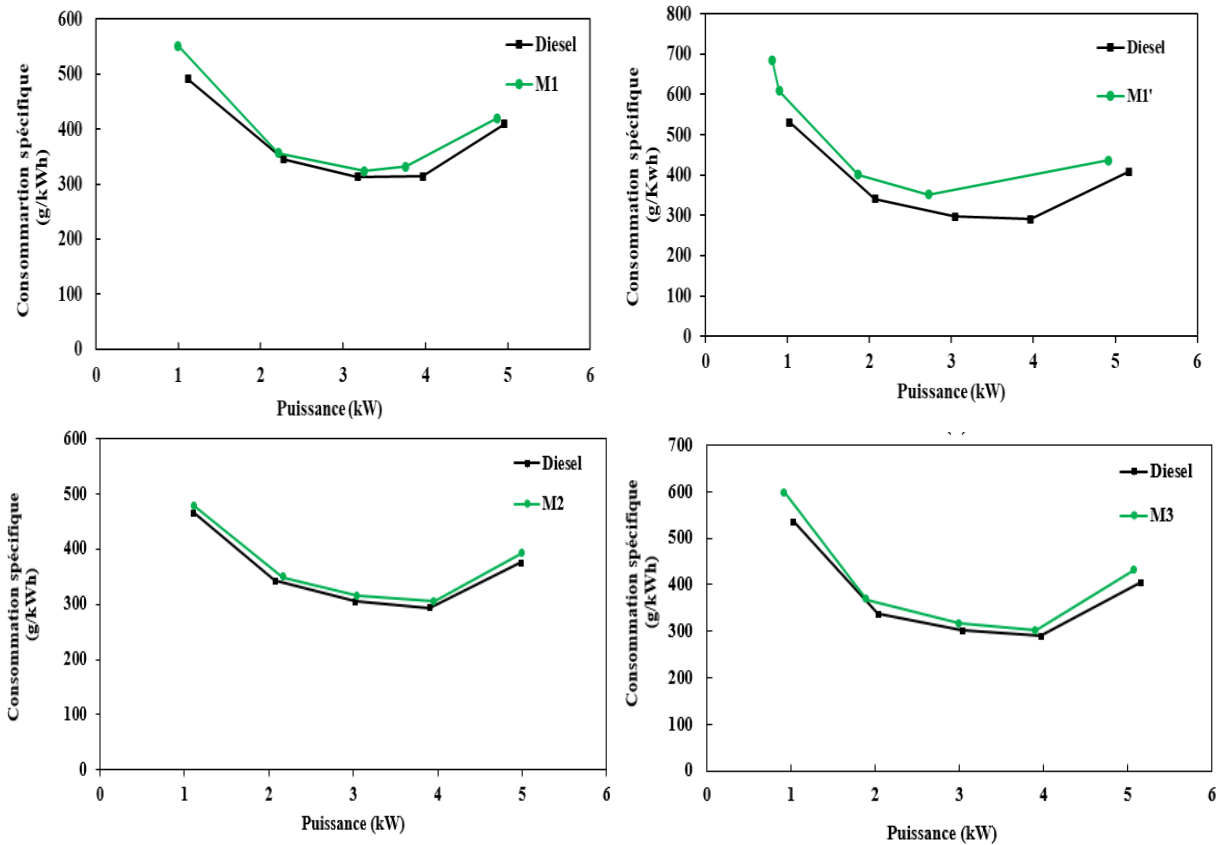 600
500
400
300
200
100
0
0 1 2 3 4 5 6
Consommartion spécifique
(g/kWh)
Puissance (kW)
Diesel
M1
800
700
600
500
400
300
200
100
0
0 1 2 3 4 5 6
Consommation spécifique
(g/Kwh)
Puissance (kW)
Diesel
M1'
600
500
400
300
200
100
0
0 1 2 3 4 5 6
Consommation spécifique
(g/kWh)
Puissance (kW)
Diesel
M2
700
600
500
400
300
200
100
0
0 1 2 3 4 5 6
Consommation spécifique
(g/kWh)
Puissance (kW)
Diesel
M3